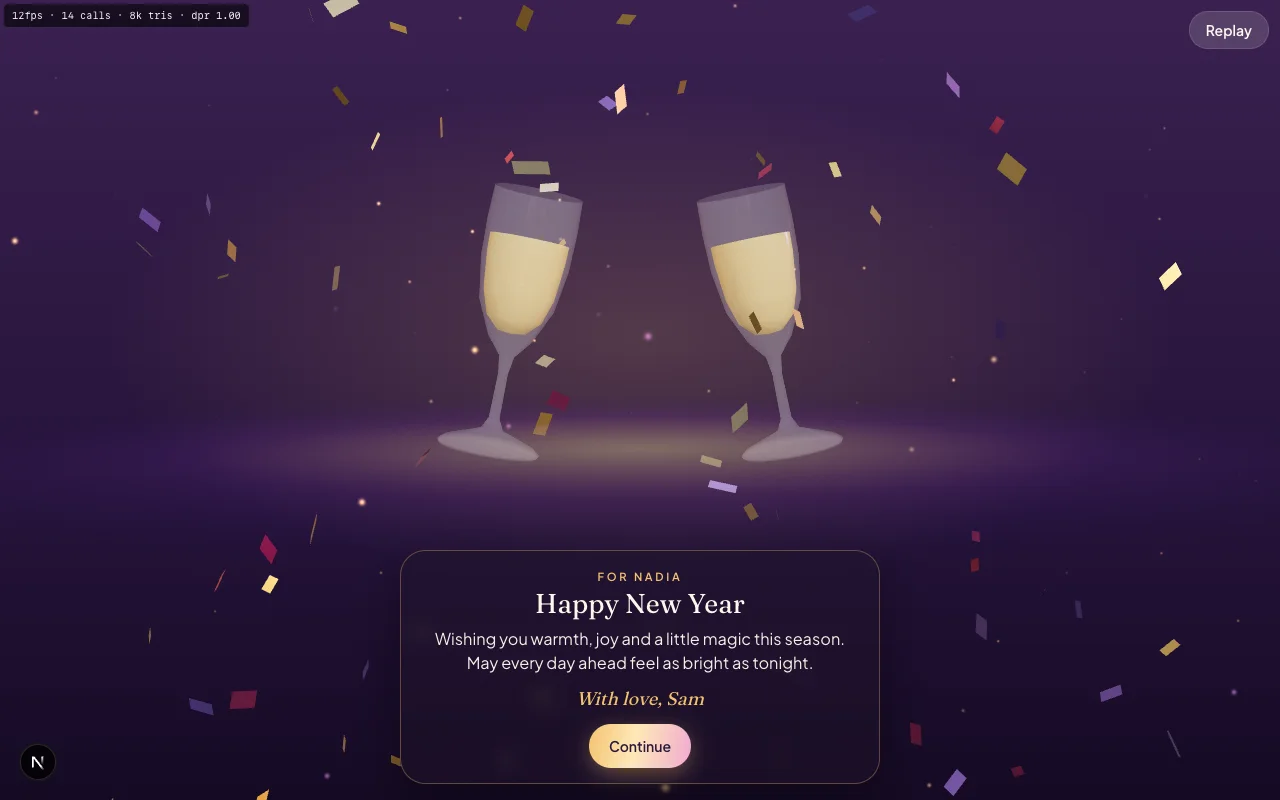 12fps · 14 calls · 8k tris · dpr 1.00
Replay
FOR NADIA
Happy New Year
Wishing you warmth, joy and a little magic this season.
May every day ahead feel as bright as tonight.
With love, Sam
Continue
N